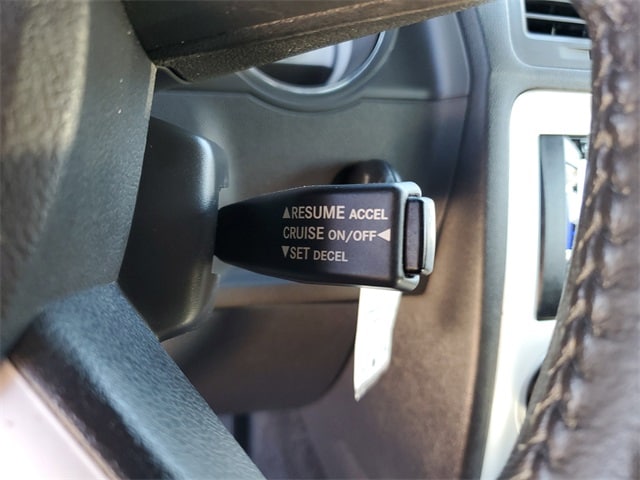 ▲RESUME ACCEL
CRUISE ON/OFF◀
▼SET DECEL